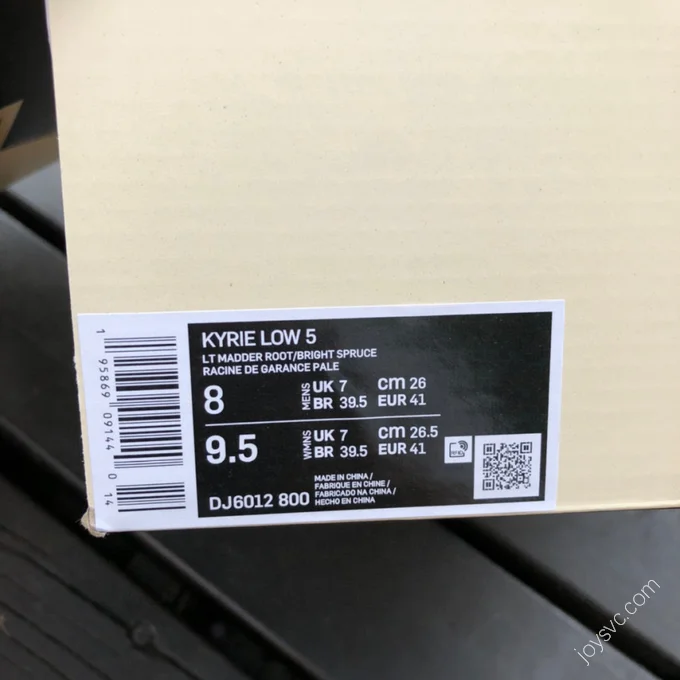 KYRIE LOW 5
LT MADDER ROOT/BRIGHT SPRUCE
RACINE DE GARANCE PALE
8 MENS UK 7 cm 26
BR 39.5 EUR 41
9.5 WMNS UK 7 cm 26.5
BR 39.5 EUR 41
DJ6012 800
MADE IN CHINA /
FABRIQUE EN CHINE /
FABRICADO NA CHINA /
HECHO EN CHINA
1 95869 09144 0 14
joysvc.com